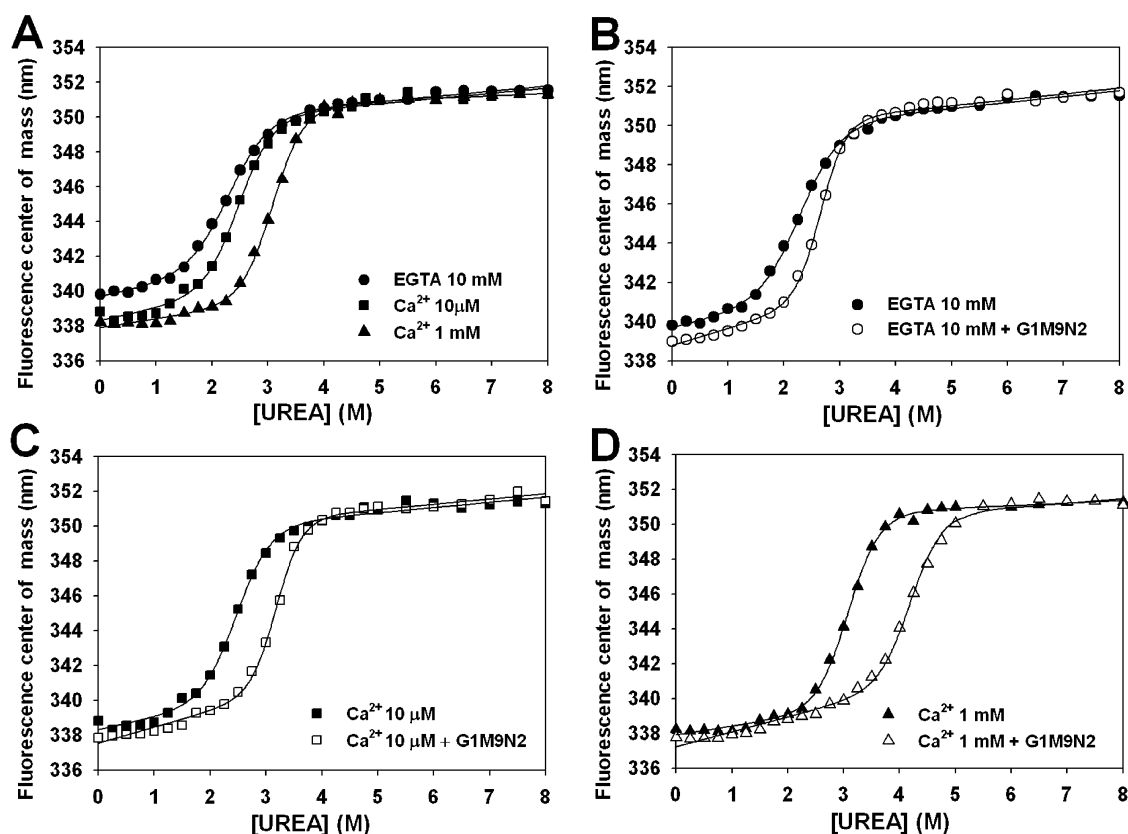 A
Fluorescence center of mass (nm)
354
352
350
348
346
344
342
340
338
336
0 1 2 3 4 5 6 7 8
[UREA] (M)
EGTA 10 mM
Ca²⁺ 10μM
Ca²⁺ 1 mM
B
Fluorescence center of mass (nm)
354
352
350
348
346
344
342
340
338
0 1 2 3 4 5 6 7 8
[UREA] (M)
EGTA 10 mM
EGTA 10 mM + G1M9N2
C
Fluorescence center of mass (nm)
354
352
350
348
346
344
342
340
338
336
0 1 2 3 4 5 6 7 8
[UREA] (M)
Ca²⁺ 10 μM
Ca²⁺ 10 μM + G1M9N2
D
Fluorescence center of mass (nm)
354
352
350
348
346
344
342
340
338
336
0 1 2 3 4 5 6 7 8
[UREA] (M)
Ca²⁺ 1 mM
Ca²⁺ 1 mM + G1M9N2